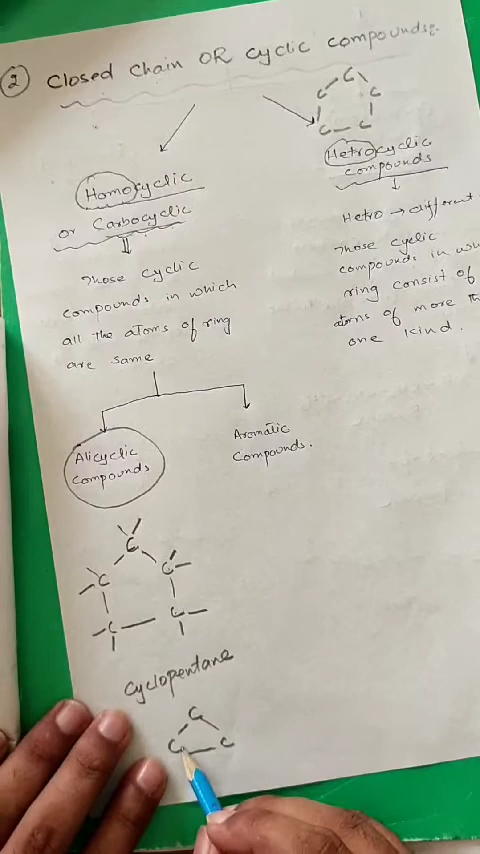 2 Closed Chain OR Cyclic Compounds:
C
C C
C C
Homocyclic
or Carbocyclic
Those cyclic
compounds in which
all the atoms of ring
are same
Hetrocyclic
compounds
Hetro → different
Those cyclic
compounds in
ring consist of
atoms of more
one kind.
Alicyclic
Compounds
Aromatic
Compounds.
C
C C
C C
Cyclopentane
C
C C